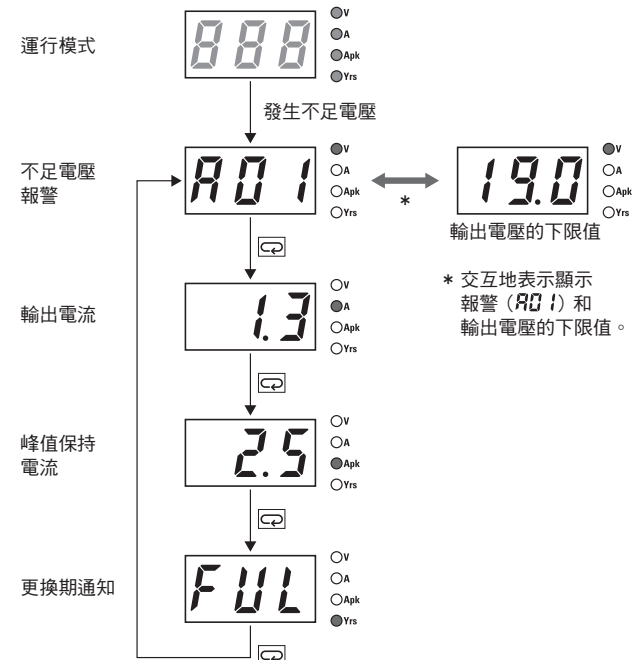 運行模式
888
V
A
Apk
Yrs
發生不足電壓
不足電壓
報警
A01
V
A
Apk
Yrs
*
19.0
V
A
Apk
Yrs
輸出電壓的下限值
* 交互地表示顯示
報警（A01）和
輸出電壓的下限值。
輸出電流
1.3
V
A
Apk
Yrs
峰值保持
電流
2.5
V
A
Apk
Yrs
更換期通知
FUL
V
A
Apk
Yrs